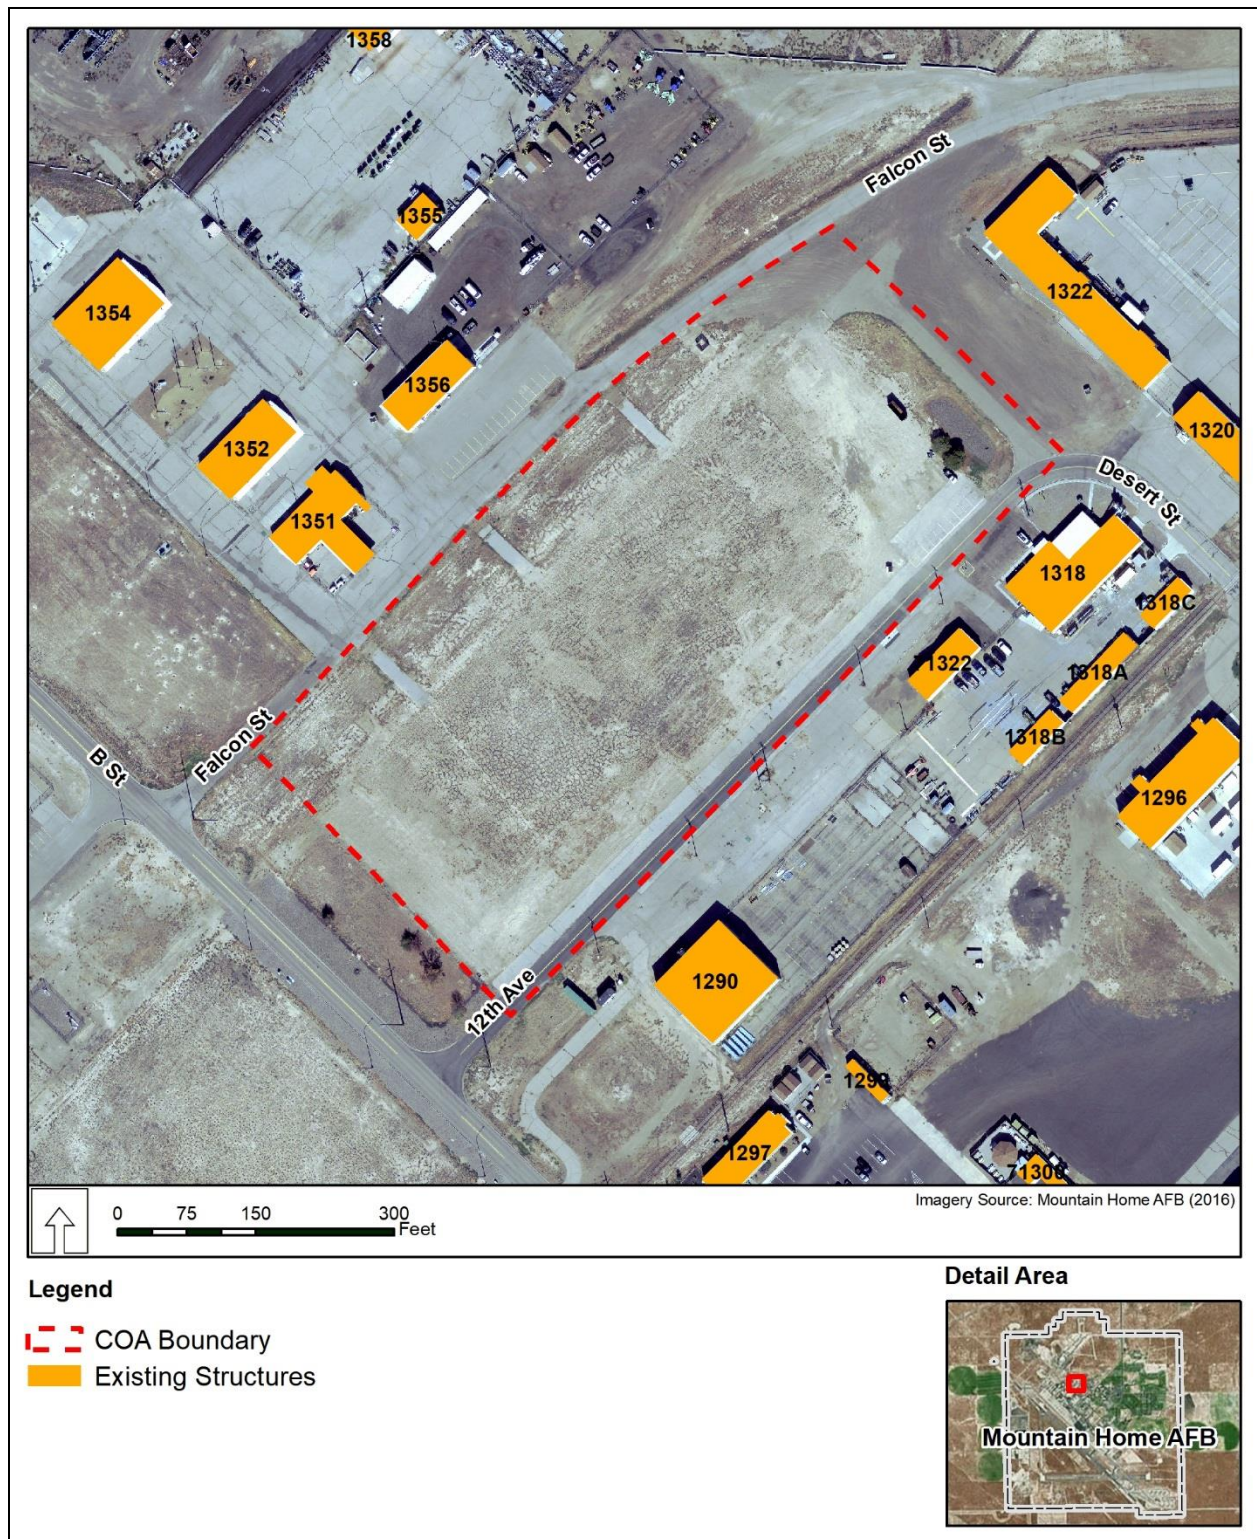 1358
Falcon St
1355
1322
1354
1356
1320
1352
Desert St
1351
1318
1318C
1322
1318A
1318B
Falcon St
B St
1296
1290
12th Ave
1299
1297
71300
Imagery Source: Mountain Home AFB (2016)
0 75 150 300
Feet
Legend
COA Boundary
Existing Structures
Detail Area
Mountain Home AFB